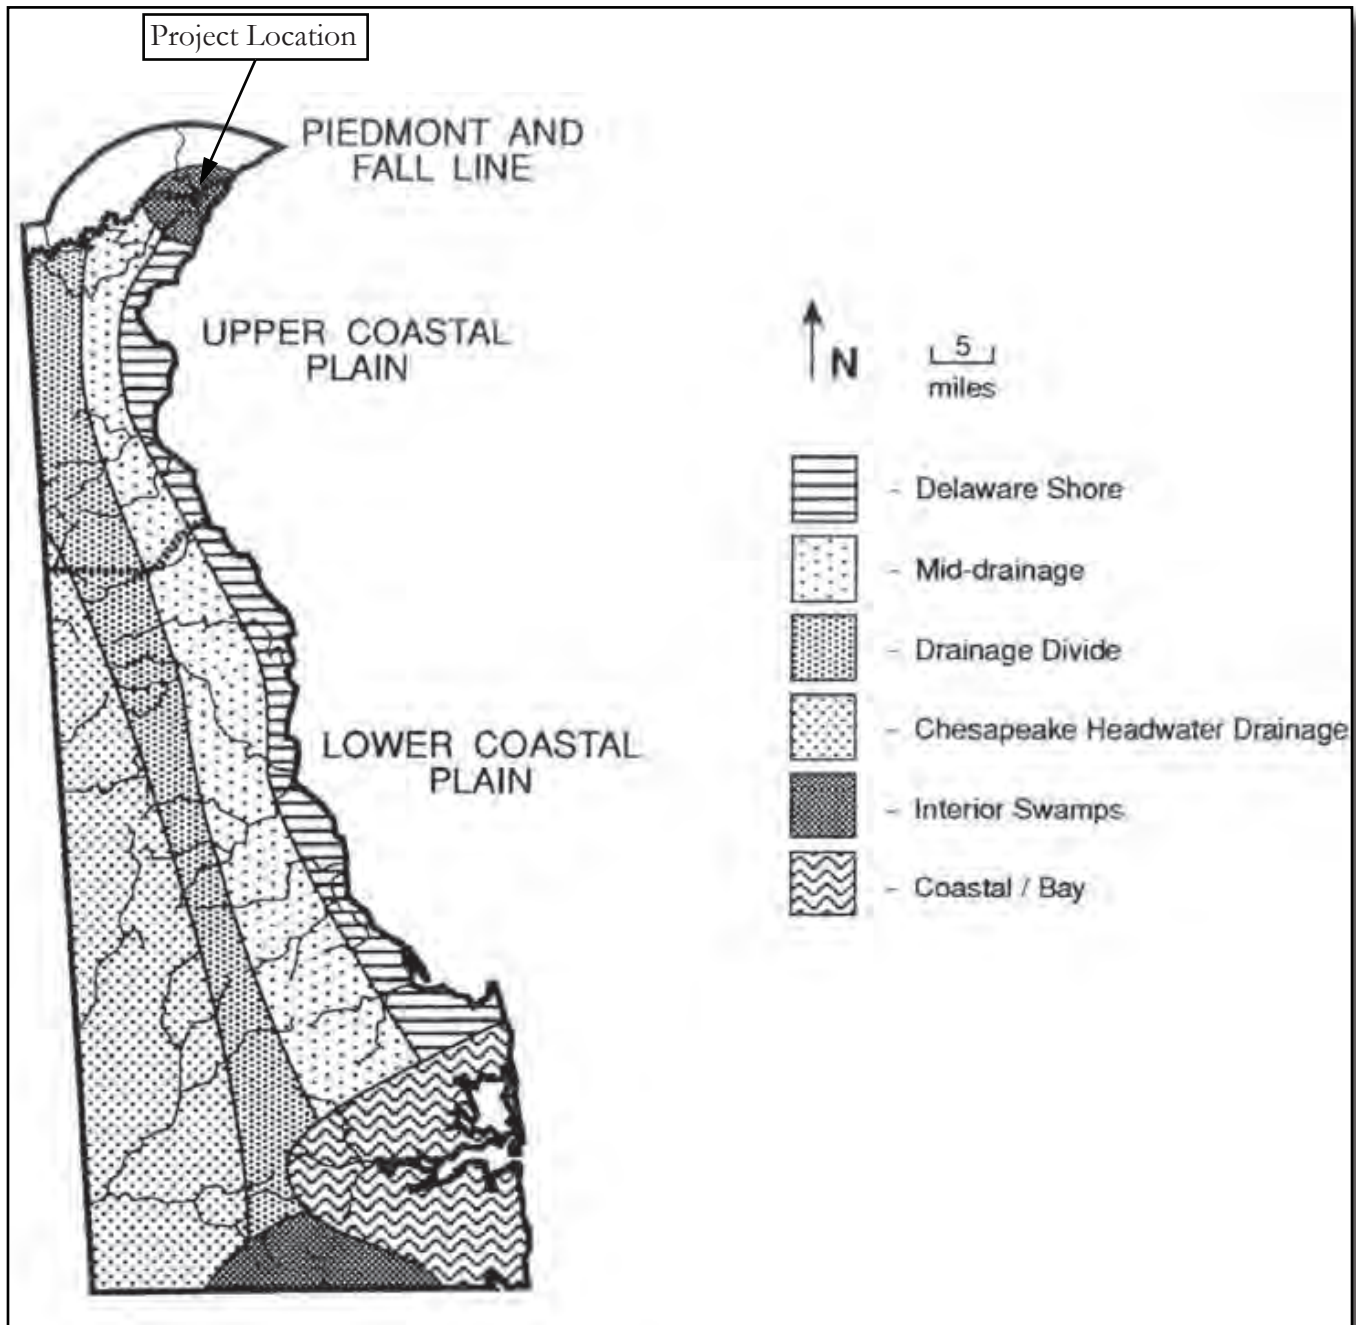 Project Location
PIEDMONT AND
FALL LINE
UPPER COASTAL
PLAIN
N
5
miles
- Delaware Shore
- Mid-drainage
- Drainage Divide
LOWER COASTAL
PLAIN
- Chesapeake Headwater Drainage
- Interior Swamps
- Coastal / Bay